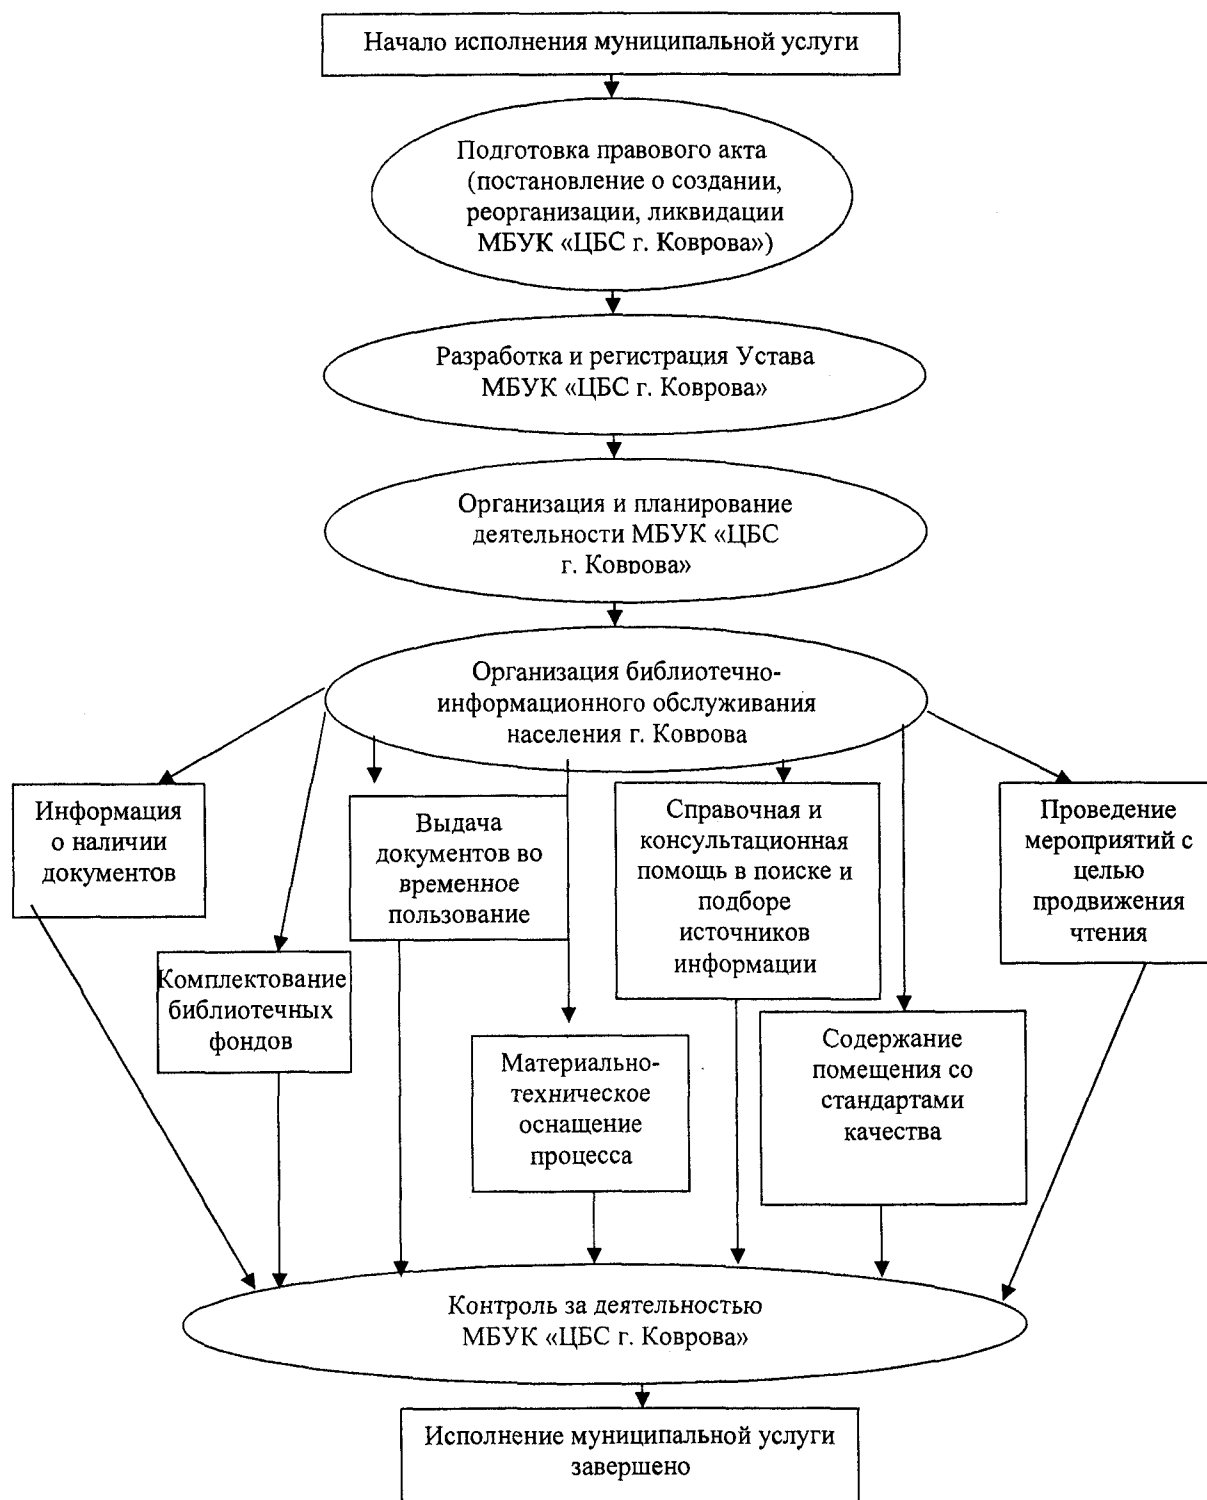 Начало исполнения муниципальной услуги
Подготовка правового акта
(постановление о создании,
реорганизации, ликвидации
МБУК «ЦБС г. Коврова»)
Разработка и регистрация Устава
МБУК «ЦБС г. Коврова»
Организация и планирование
деятельности МБУК «ЦБС
г. Коврова»
Организация библиотечно-
информационного обслуживания
населения г. Коврова
Информация
о наличии
документов
Выдача
документов во
временное
пользование
Справочная и
консультационная
помощь в поиске и
подборе
источников
информации
Проведение
мероприятий с
целью
продвижения
чтения
Комплектование
библиотечных
фондов
Материально-
техническое
оснащение
процесса
Содержание
помещения со
стандартами
качества
Контроль за деятельностью
МБУК «ЦБС г. Коврова»
Исполнение муниципальной услуги
завершено